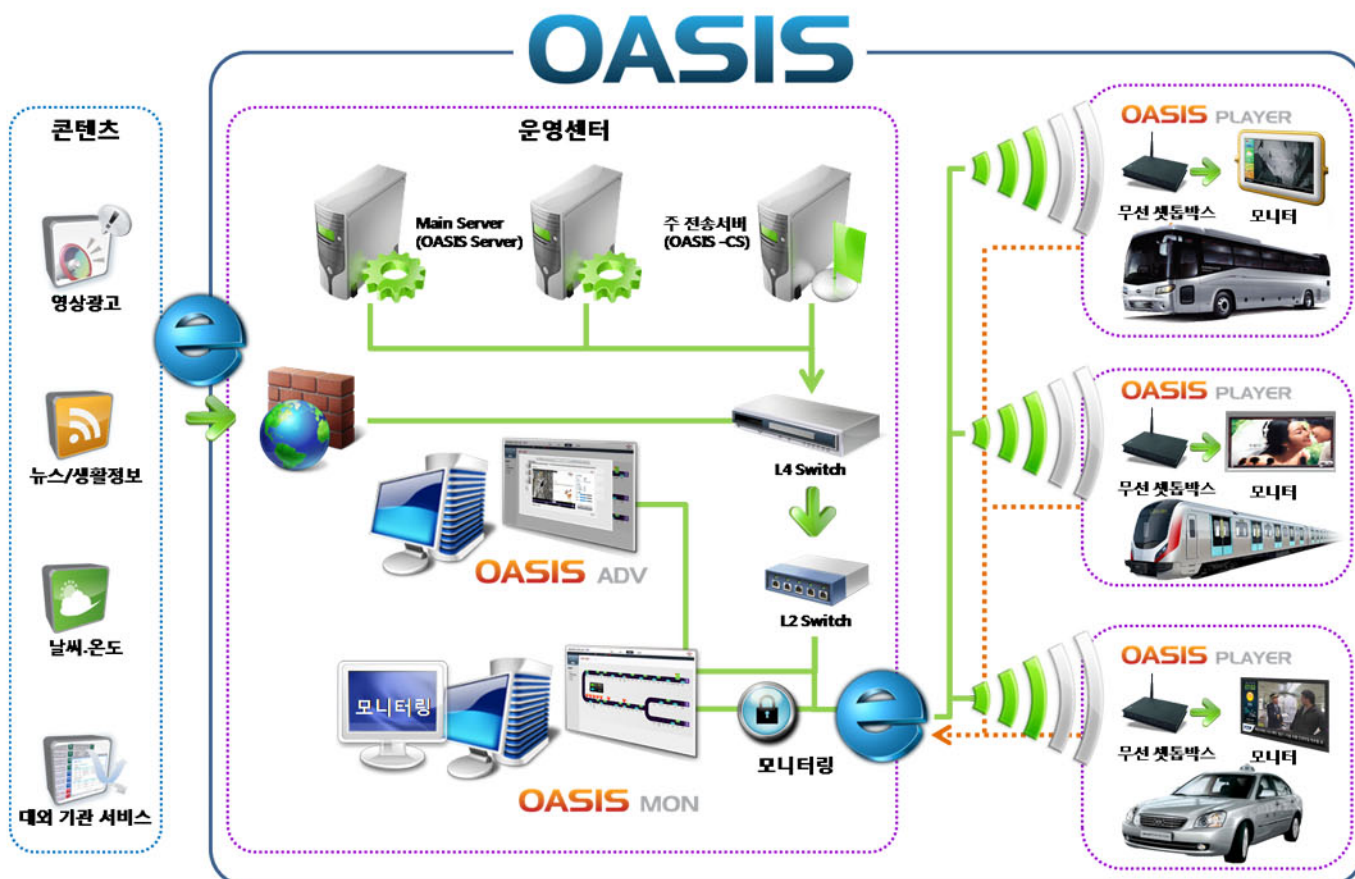 OASIS
콘텐츠
영상광고
뉴스/생활정보
날씨.온도
대외 기관 서비스
운영센터
Main Server
(OASIS Server)
주 전송서버
(OASIS -CS)
L4 Switch
OASIS ADV
L2 Switch
모니터링
OASIS MON
모니터링
OASIS PLAYER
무선 셋톱박스
모니터
OASIS PLAYER
무선 셋톱박스
모니터
OASIS PLAYER
무선 셋톱박스
모니터